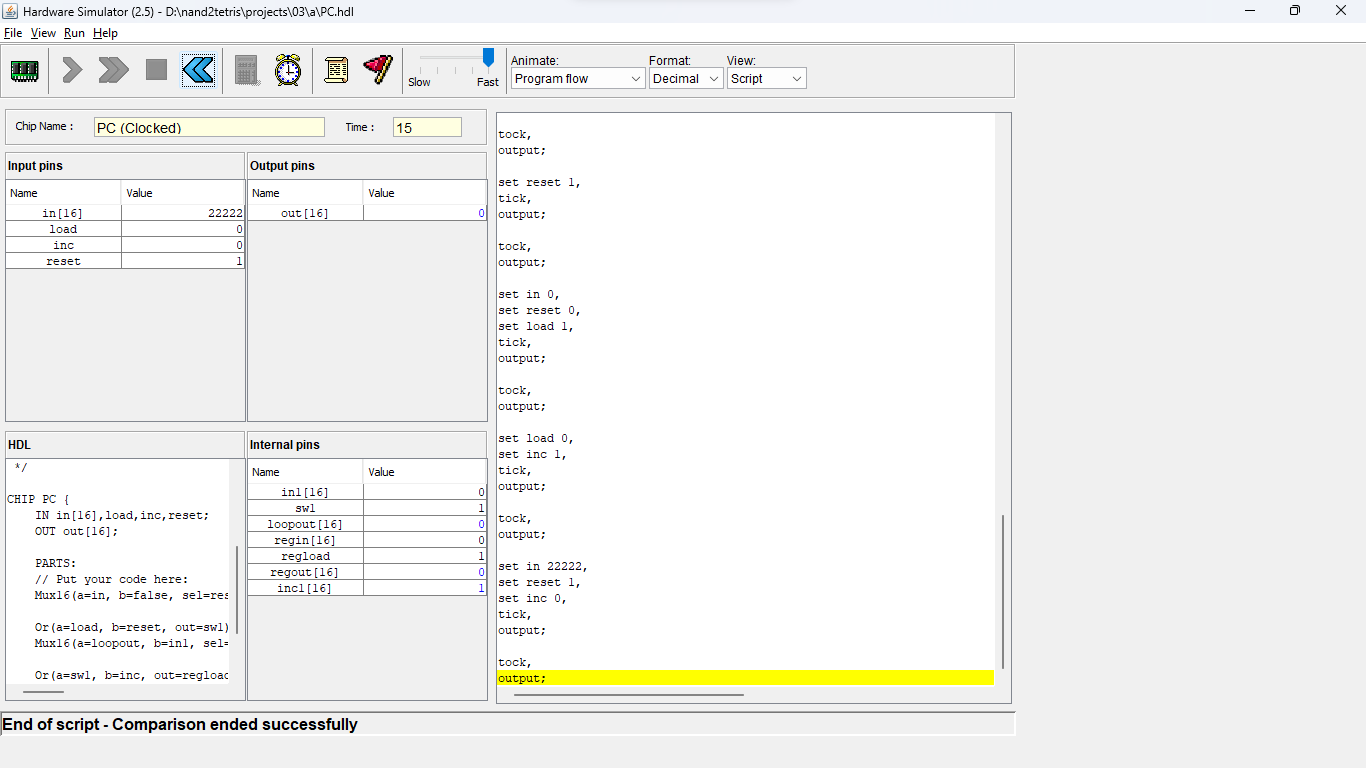 Hardware Simulator (2.5) - D:\nand2tetris\projects\03\a\PC.hdl
File View Run Help
Slow Fast
Animate: Format: View:
Program flow Decimal Script
Chip Name : PC (Clocked) Time : 15
Input pins
Name Value
in[16] 22222
load 0
inc 0
reset 1
Output pins
Name Value
out[16] 0
HDL
*/
CHIP PC {
IN in[16],load,inc,reset;
OUT out[16];
PARTS:
// Put your code here:
Mux16(a=in, b=false, sel=res
Or(a=load, b=reset, out=sw1)
Mux16(a=loopout, b=in1, sel=
Or(a=sw1, b=inc, out=regload
Internal pins
Name Value
in1[16] 0
sw1 1
loopout[16] 0
regin[16] 0
regload 1
regout[16] 0
inc1[16] 1
tock,
output;
set reset 1,
tick,
output;
tock,
output;
set in 0,
set reset 0,
set load 1,
tick,
output;
tock,
output;
set load 0,
set inc 1,
tick,
output;
tock,
output;
set in 22222,
set reset 1,
set inc 0,
tick,
output;
tock,
output;
End of script - Comparison ended successfully